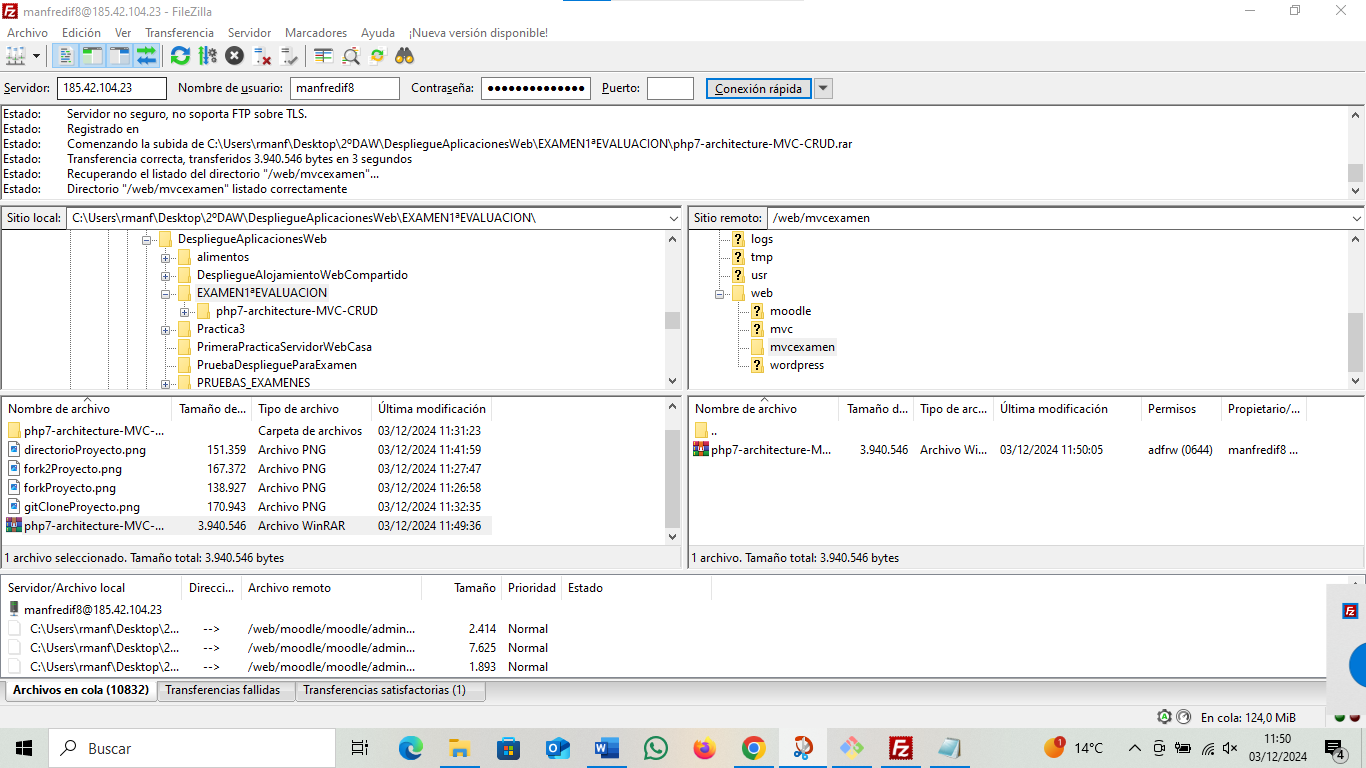 manfredif8@185.42.104.23 - FileZilla
Archivo Edición Ver Transferencia Servidor Marcadores Ayuda ¡Nueva versión disponible!
Servidor: 185.42.104.23 Nombre de usuario: manfredif8 Contraseña: ●●●●●●●●●●●●●● Puerto: Conexión rápida
Estado: Servidor no seguro, no soporta FTP sobre TLS.
Estado: Registrado en
Estado: Comenzando la subida de C:\Users\rmanf\Desktop\2ºDAW\DespliegueAplicacionesWeb\EXAMEN1ªEVALUACION\php7-architecture-MVC-CRUD.rar
Estado: Transferencia correcta, transferidos 3.940.546 bytes en 3 segundos
Estado: Recuperando el listado del directorio "/web/mvcexamen"...
Estado: Directorio "/web/mvcexamen" listado correctamente
Sitio local: C:\Users\rmanf\Desktop\2ºDAW\DespliegueAplicacionesWeb\EXAMEN1ªEVALUACION\
DespliegueAplicacionesWeb
alimentos
DespliegueAlojamientoWebCompartido
EXAMEN1ªEVALUACION
php7-architecture-MVC-CRUD
Practica3
PrimeraPracticaServidorWebCasa
PruebaDespliegueParaExamen
PRUEBAS_EXAMENES
Sitio remoto: /web/mvcexamen
logs
tmp
usr
web
moodle
mvc
mvcexamen
wordpress
Nombre de archivo Tamaño de... Tipo de archivo Última modificación
php7-architecture-MVC-... Carpeta de archivos 03/12/2024 11:31:23
directorioProyecto.png 151.359 Archivo PNG 03/12/2024 11:41:59
fork2Proyecto.png 167.372 Archivo PNG 03/12/2024 11:27:47
forkProyecto.png 138.927 Archivo PNG 03/12/2024 11:26:58
gitCloneProyecto.png 170.943 Archivo PNG 03/12/2024 11:32:35
php7-architecture-MVC-... 3.940.546 Archivo WinRAR 03/12/2024 11:49:36
1 archivo seleccionado. Tamaño total: 3.940.546 bytes
Nombre de archivo Tamaño d... Tipo de arc... Última modificación Permisos Propietario/...
..
php7-architecture-M... 3.940.546 Archivo Wi... 03/12/2024 11:50:05 adfrw (0644) manfredif8 ...
1 archivo. Tamaño total: 3.940.546 bytes
Servidor/Archivo local Direcci... Archivo remoto Tamaño Prioridad Estado
manfredif8@185.42.104.23
C:\Users\rmanf\Desktop\2... --> /web/moodle/moodle/admin... 2.414 Normal
C:\Users\rmanf\Desktop\2... --> /web/moodle/moodle/admin... 7.625 Normal
C:\Users\rmanf\Desktop\2... --> /web/moodle/moodle/admin... 1.893 Normal
Archivos en cola (10832) Transferencias fallidas Transferencias satisfactorias (1)
En cola: 124,0 MiB
Buscar
1
14°C
11:50
03/12/2024
4